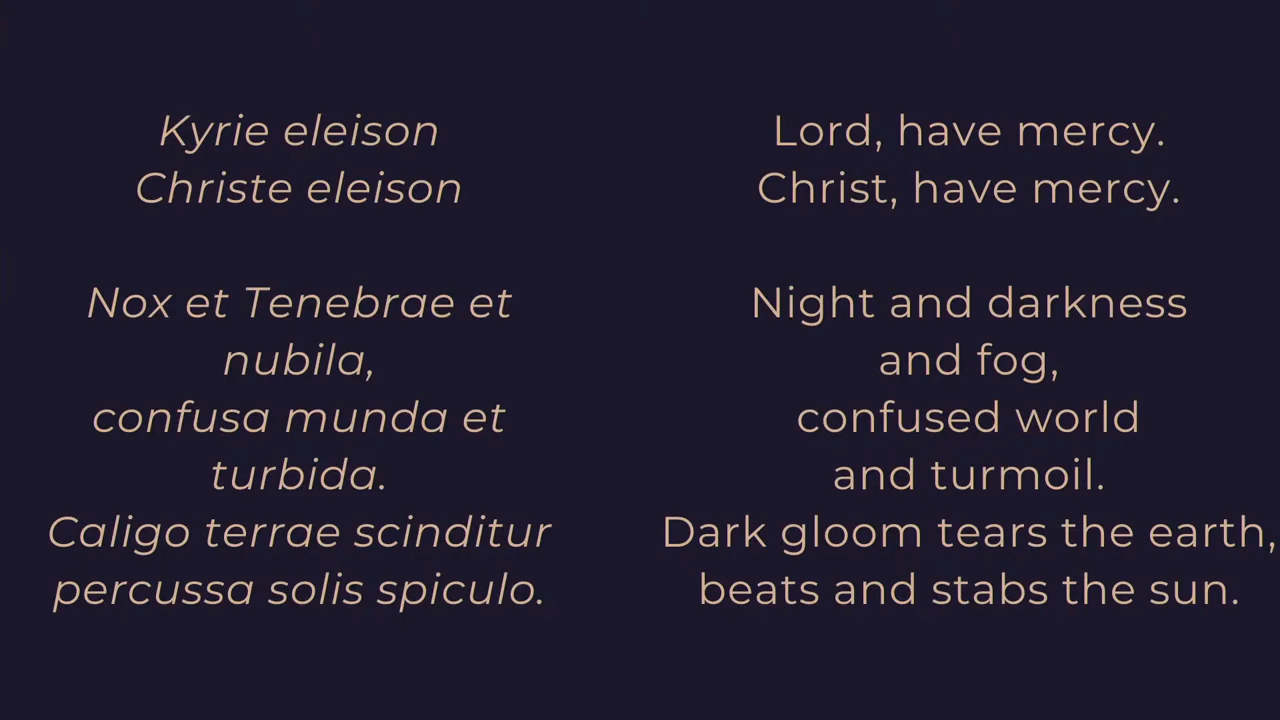 Kyrie eleison
Christe eleison
Nox et Tenebrae et
nubila,
confusa munda et
turbida.
Caligo terrae scinditur
percussa solis spiculo.
Lord, have mercy.
Christ, have mercy.
Night and darkness
and fog,
confused world
and turmoil.
Dark gloom tears the earth,
beats and stabs the sun.